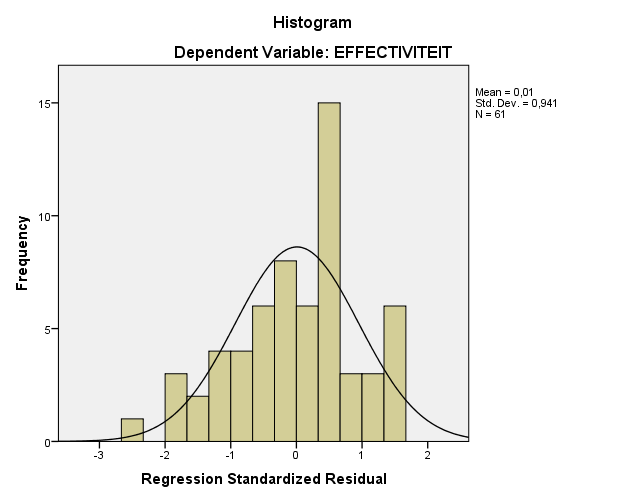 Histogram
Dependent Variable: EFFECTIVITEIT
Mean = 0,01
Std. Dev. = 0,941
N = 61
Frequency
15
10
5
0
-3 -2 -1 0 1 2
Regression Standardized Residual